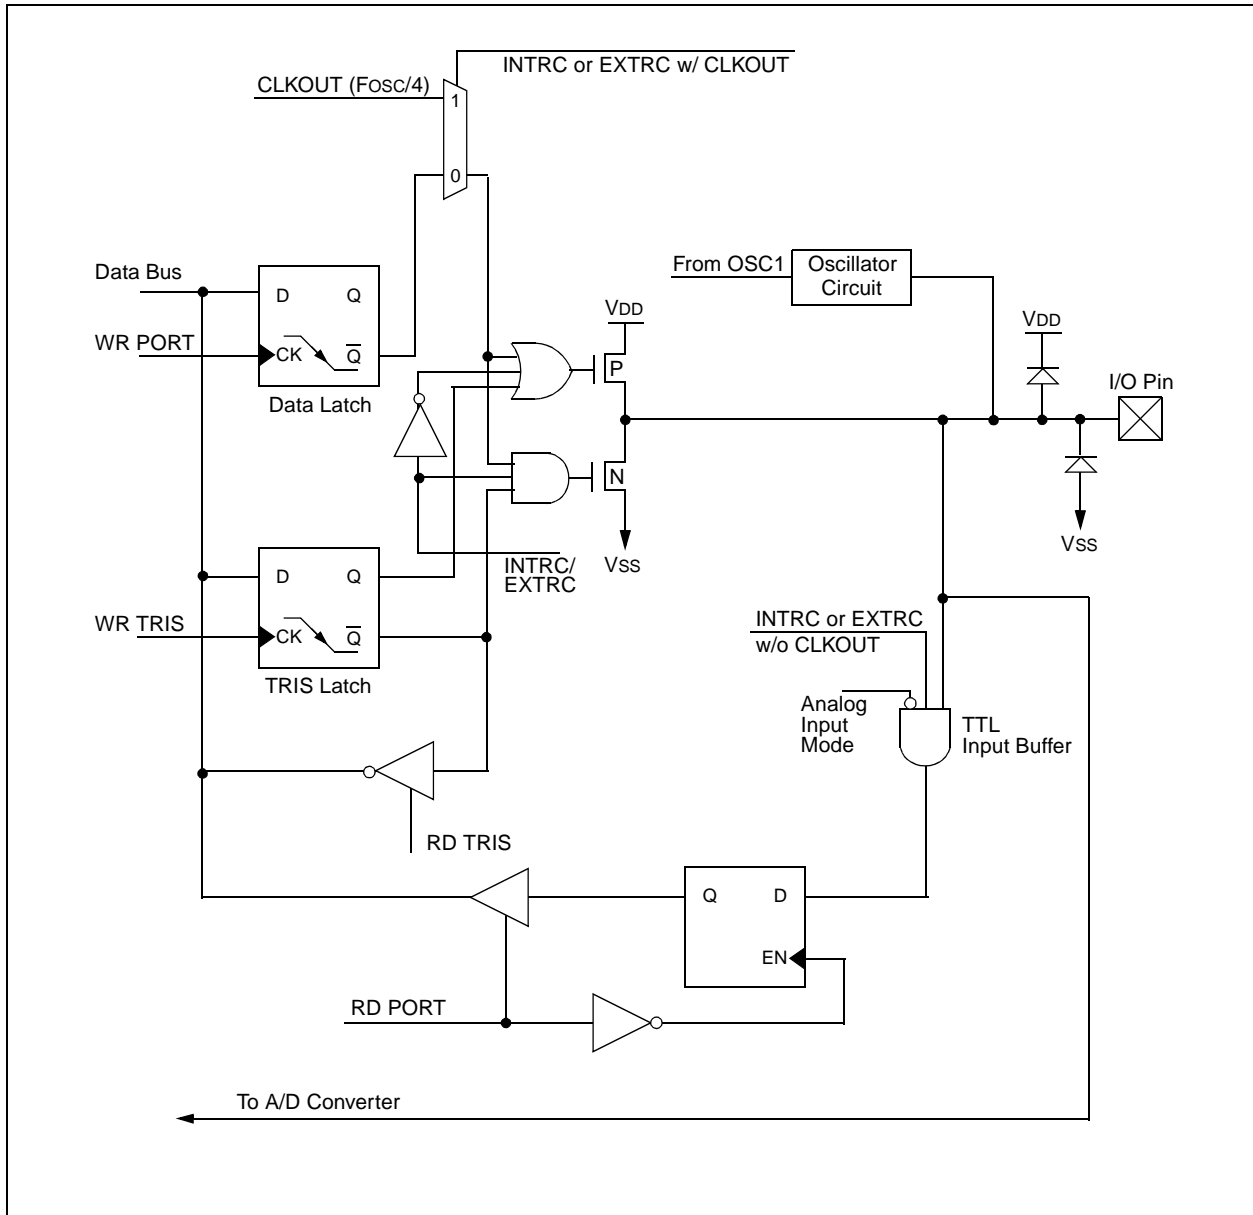 INTRC or EXTRC w/ CLKOUT
CLKOUT (FOSC/4)
1
0
Data Bus
D Q
WR PORT
CK Q̅
Data Latch
From OSC1
Oscillator
Circuit
VDD
P
VDD
I/O Pin
N
VSS
VSS
INTRC/
EXTRC
D Q
WR TRIS
CK Q̅
TRIS Latch
INTRC or EXTRC
w/o CLKOUT
Analog
Input
Mode
TTL
Input Buffer
RD TRIS
Q D
EN
RD PORT
To A/D Converter